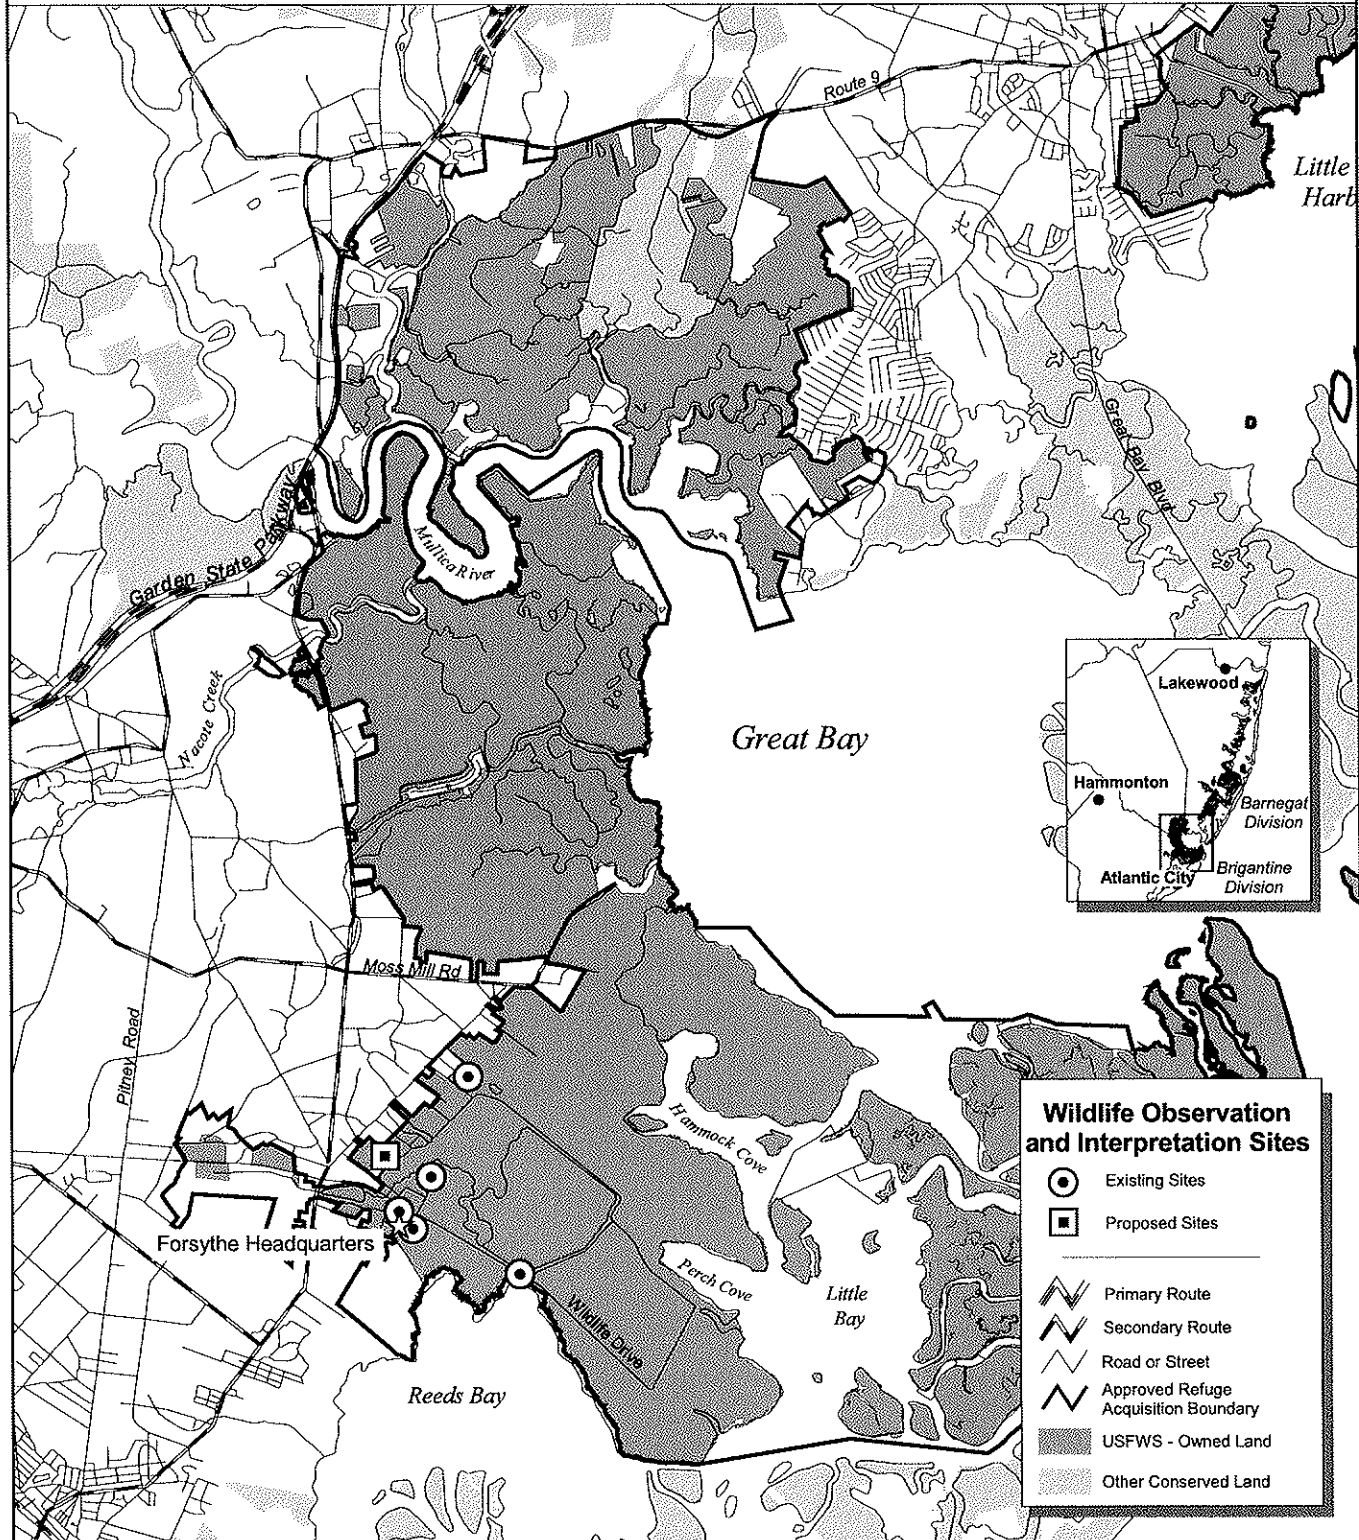 Route 9
Little
Harb
Great Bay Blvd
Garden State Parkway
Mullica River
Nacote Creek
Great Bay
Lakewood
Hammonton
Barnegat
Division
Atlantic City
Brigantine
Division
Moss Mill Rd
Pitney Road
Hammock Cove
Forsythe Headquarters
Perch Cove
Little
Bay
Wildlife Drive
Reeds Bay
Wildlife Observation
and Interpretation Sites
Existing Sites
Proposed Sites
Primary Route
Secondary Route
Road or Street
Approved Refuge
Acquisition Boundary
USFWS - Owned Land
Other Conserved Land